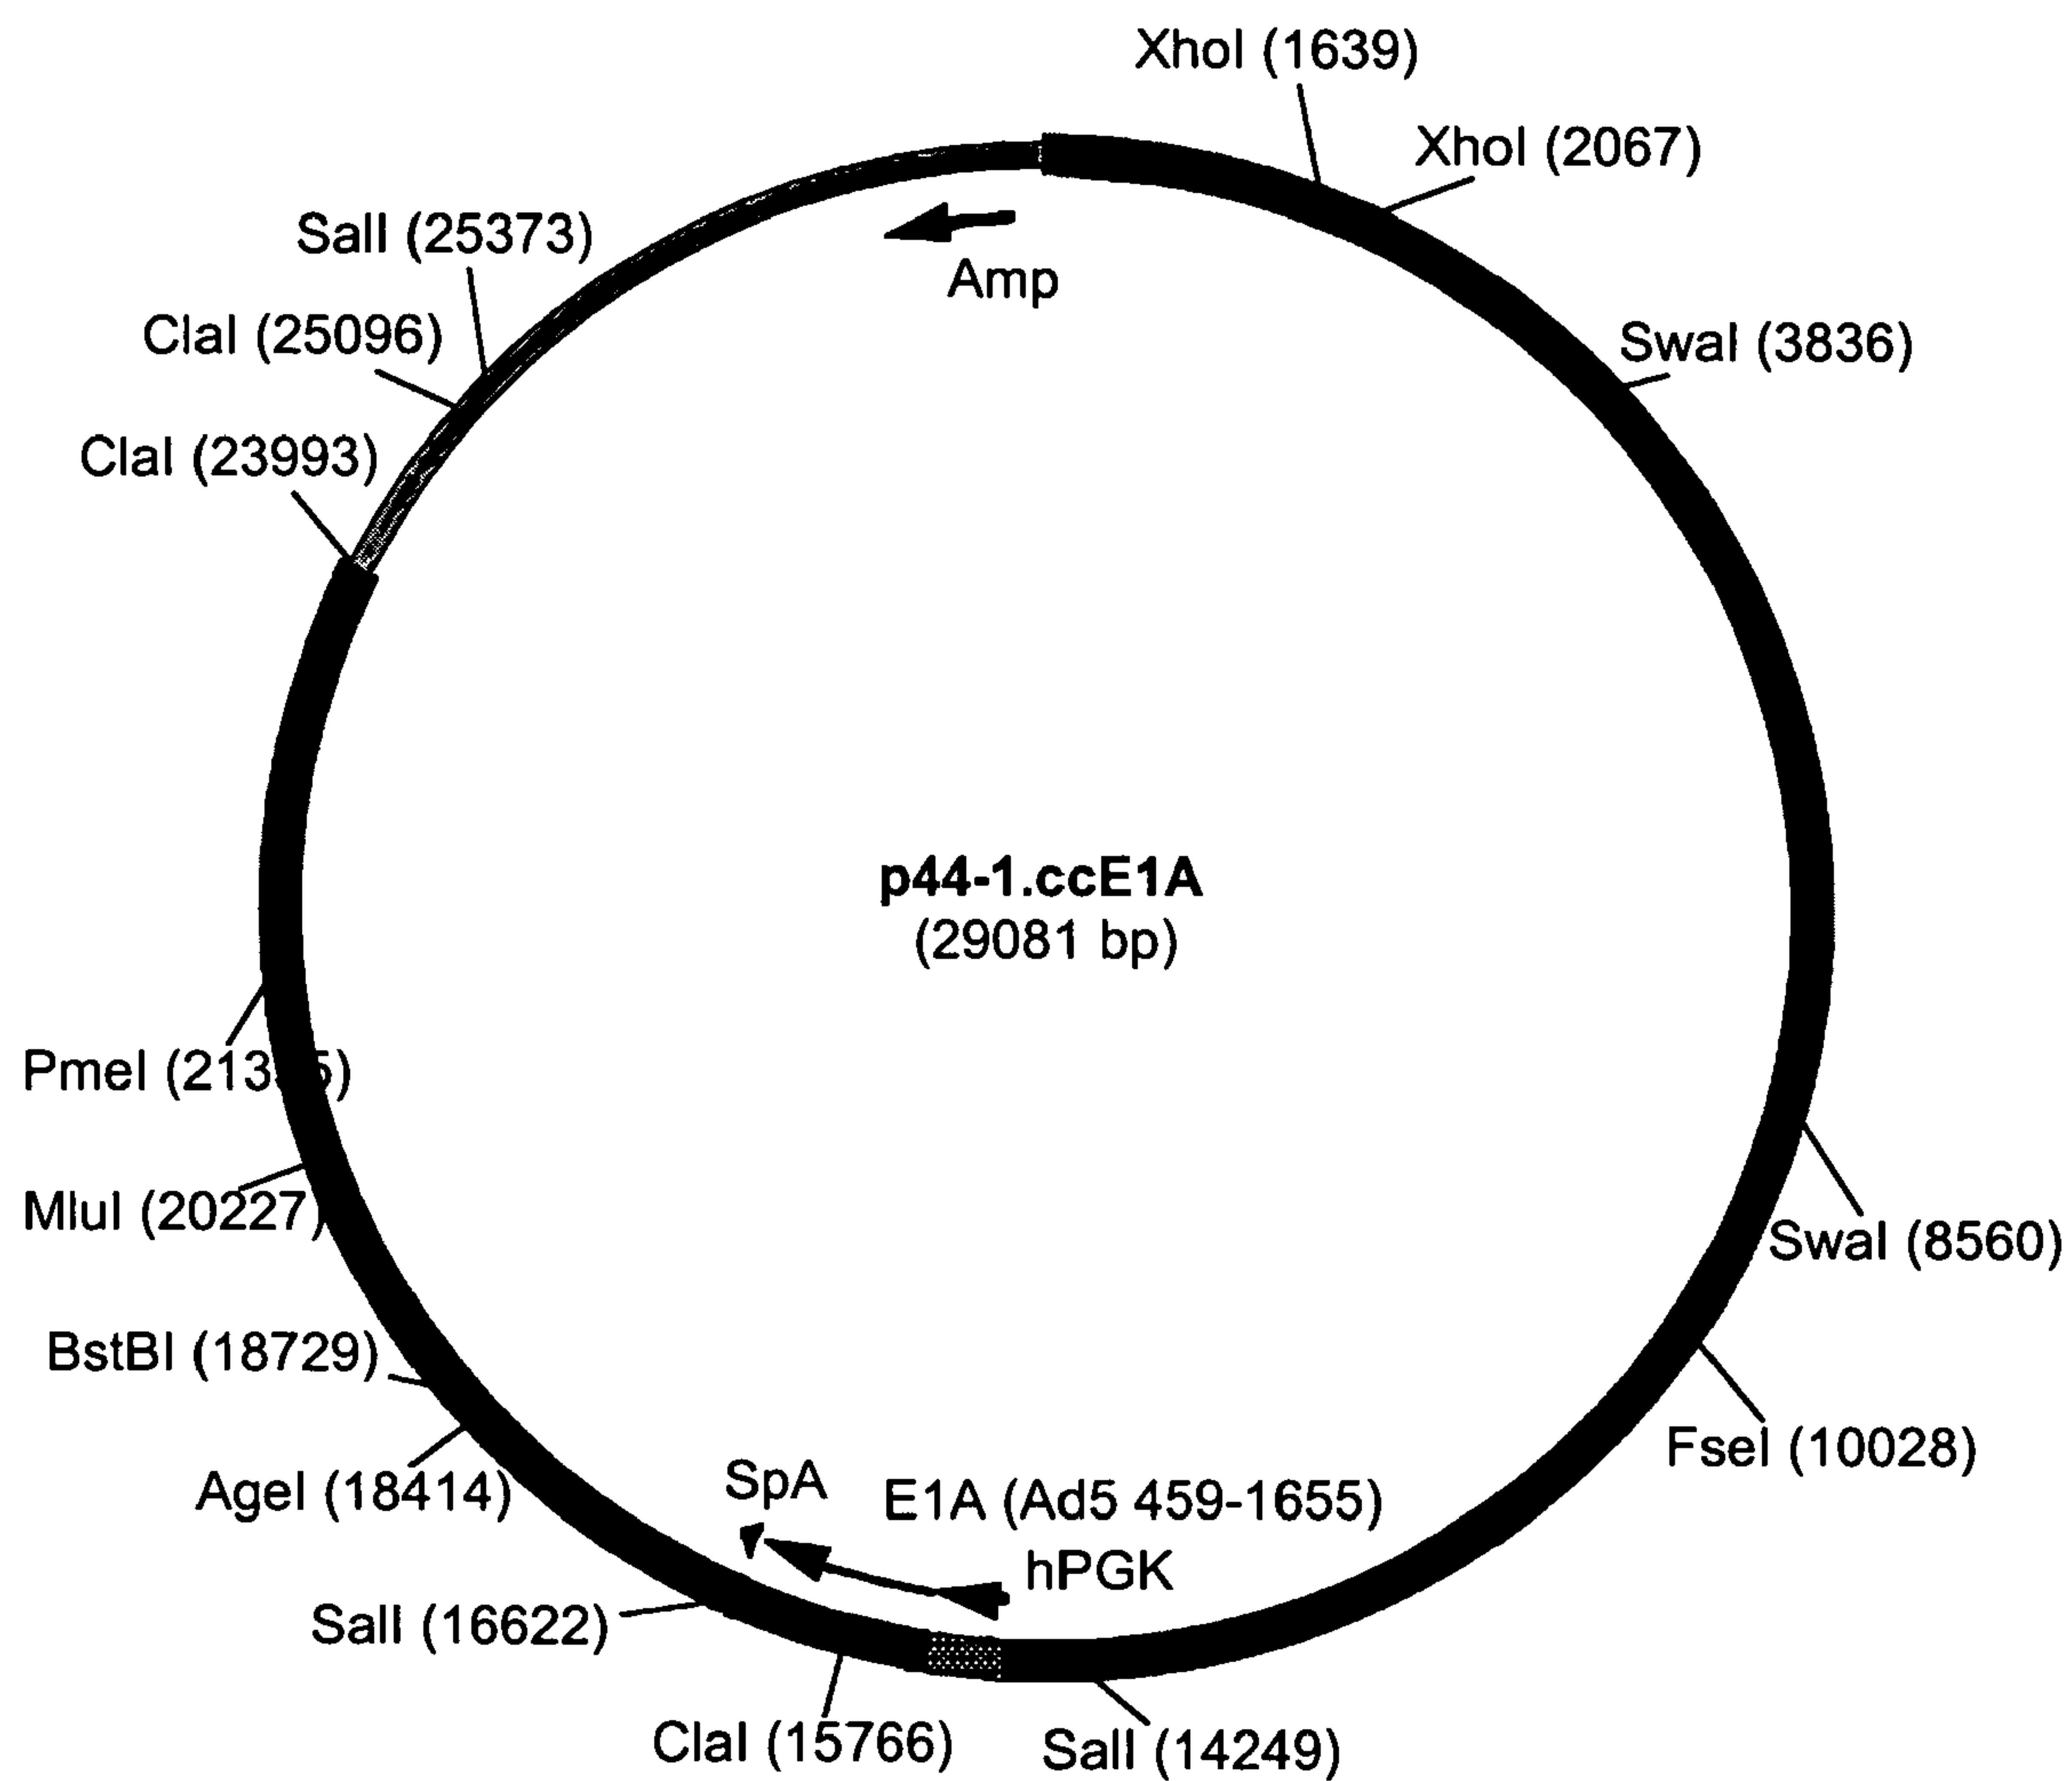 XhoI (1639)
XhoI (2067)
SalI (25373)
Amp
ClaI (25096)
SwaI (3836)
ClaI (23993)
p44-1.ccE1A
(29081 bp)
PmeI
MluI (20227)
SwaI (8560)
BstBI (18729)
FseI (10028)
AgeI (18414)
SpA
E1A (Ad5 459-1655)
hPGK
SalI (16622)
ClaI (15766)
SalI (14249)